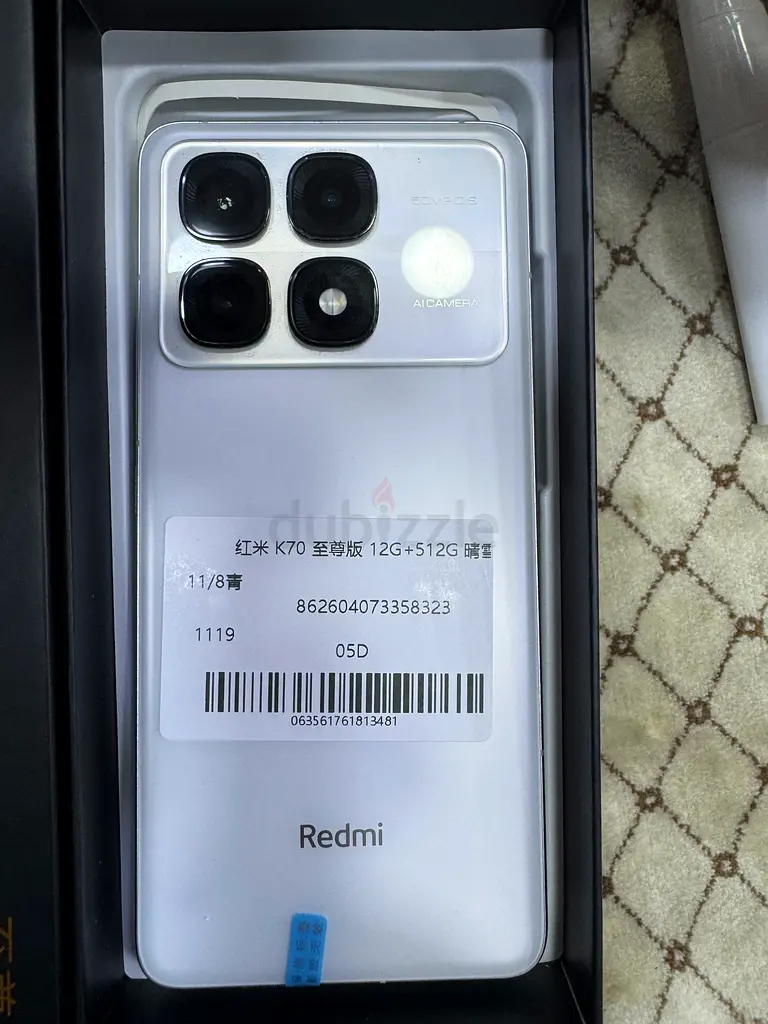 50MP OIS
AI CAMERA
dubizzle
红米 K70 至尊版 12G+512G 晴雪
11/8青
862604073358323
1119
05D
063561761813481
Redmi